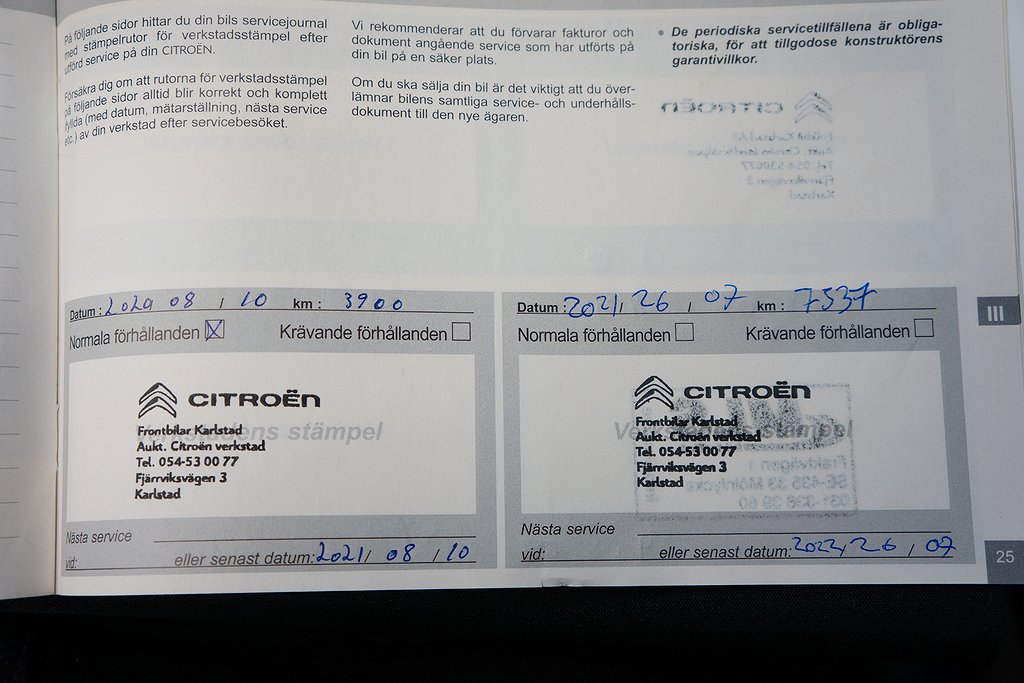 På följande sidor hittar du din bils servicejournal
med stämpelrutor för verkstadsstämpel efter
utförd service på din CITROËN.
Försäkra dig om att rutorna för verkstadsstämpel
på följande sidor alltid blir korrekt och komplett
ifyllda (med datum, mätarställning, nästa service
etc.) av din verkstad efter servicebesöket.
Vi rekommenderar att du förvarar fakturor och
dokument angående service som har utförts på
din bil på en säker plats.
Om du ska sälja din bil är det viktigt att du över-
lämnar bilens samtliga service- och underhålls-
dokument till den nye ägaren.
• De periodiska servicetillfällena är obliga-
toriska, för att tillgodose konstruktörens
garantivillkor.
Datum: 2020 08 / 10 km: 3900
Normala förhållanden Krävande förhållanden
CITROËN
Verkstadens stämpel
Frontbilar Karlstad
Aukt. Citroën verkstad
Tel. 054-53 00 77
Fjärrviksvägen 3
Karlstad
Nästa service
vid: eller senast datum: 2021/ 08 / 10
Datum: 2021/ 26 / 07 km: 7537
Normala förhållanden Krävande förhållanden
CITROËN
Verkstadens stämpel
Frontbilar Karlstad
Aukt. Citroën verkstad
Tel. 054-53 00 77
Fjärrviksvägen 3
Karlstad
Nästa service
vid: eller senast datum: 2022/ 26 / 07
III
25